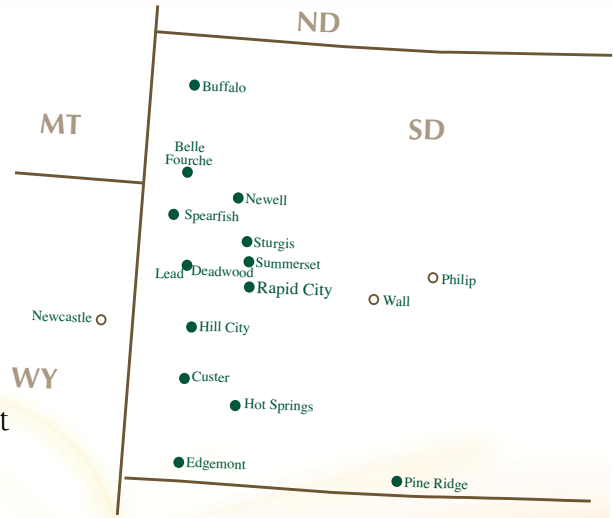 ND
Buffalo
MT
SD
Belle
Fourche
Newell
Spearfish
Sturgis
Summerset
Lead
Deadwood
Philip
Rapid City
Wall
Newcastle
Hill City
WY
Custer
Hot Springs
t
Edgemont
Pine Ridge